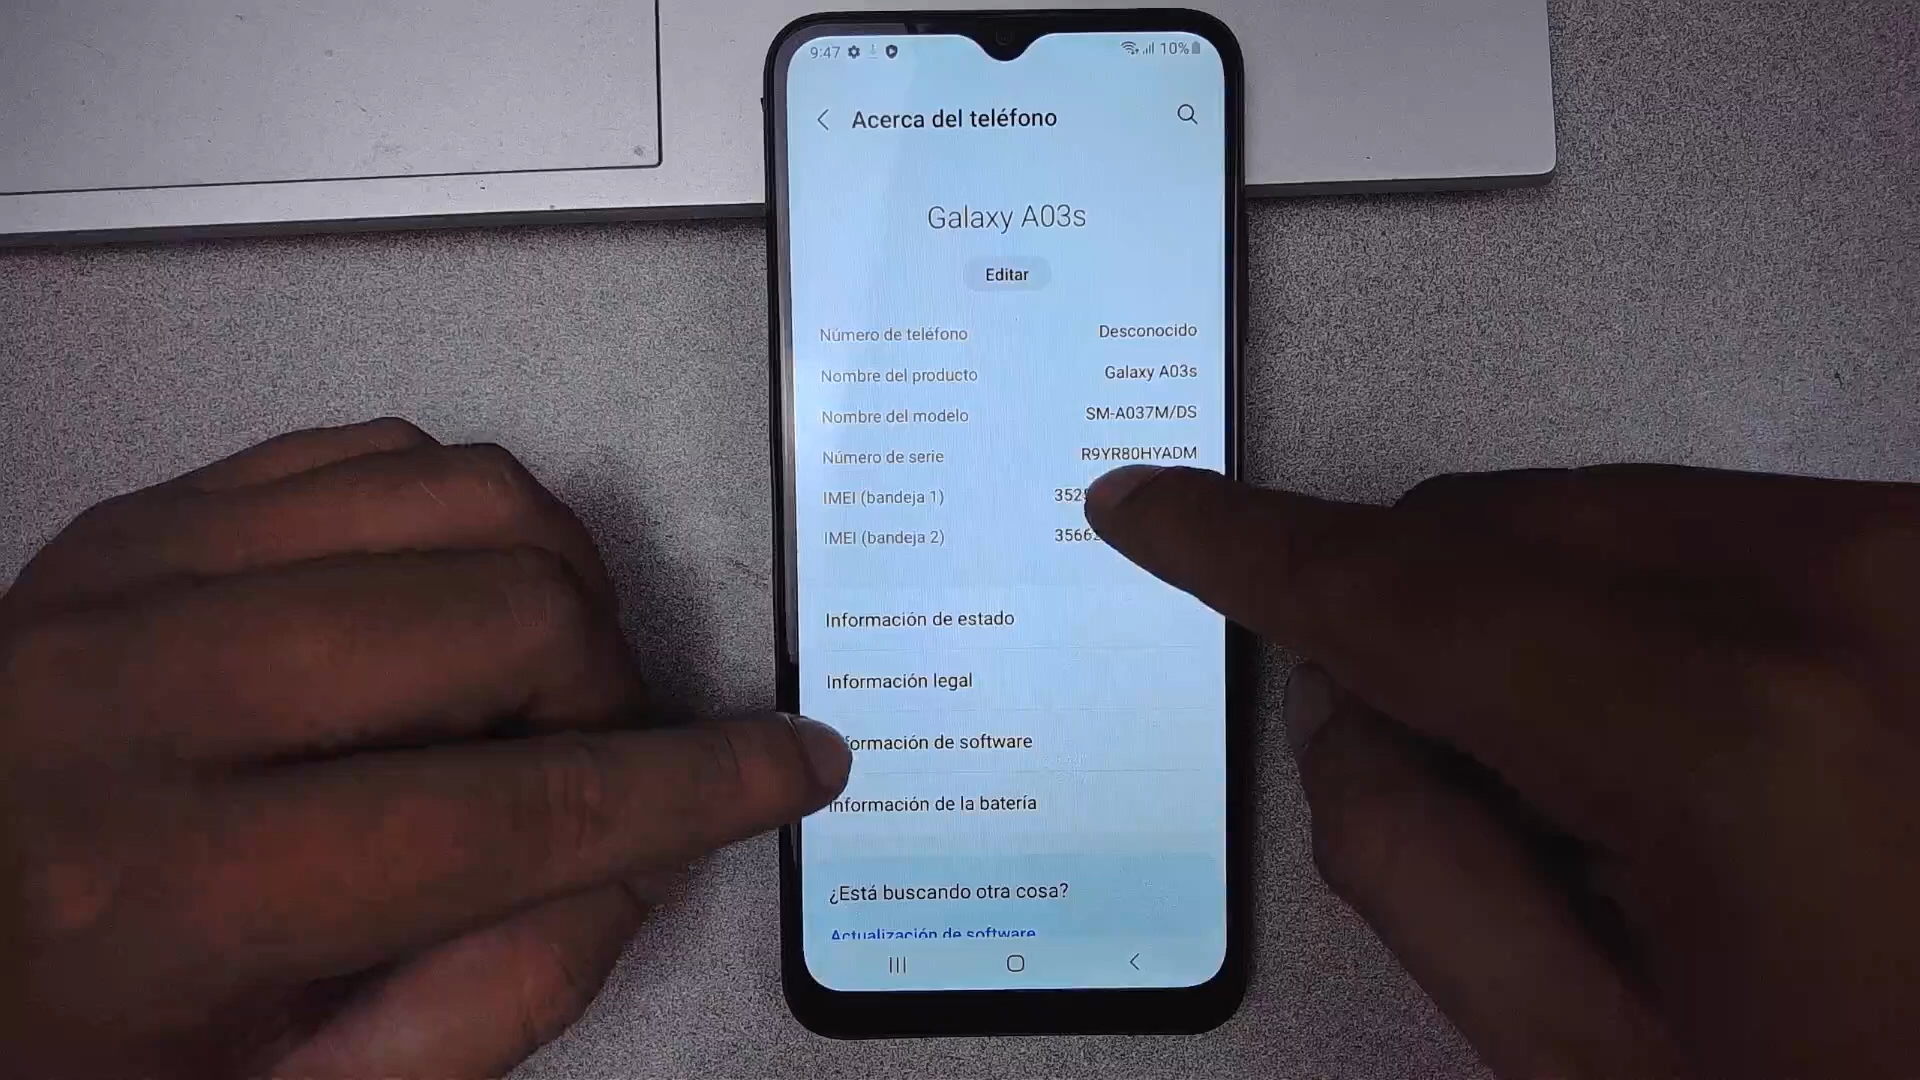 9:47 10%
Acerca del teléfono
Galaxy A03s
Editar
Número de teléfono Desconocido
Nombre del producto Galaxy A03s
Nombre del modelo SM-A037M/DS
Número de serie R9YR80HYADM
IMEI (bandeja 1) 352
IMEI (bandeja 2) 3566
Información de estado
Información legal
formación de software
Información de la batería
¿Está buscando otra cosa?
Actualización de software